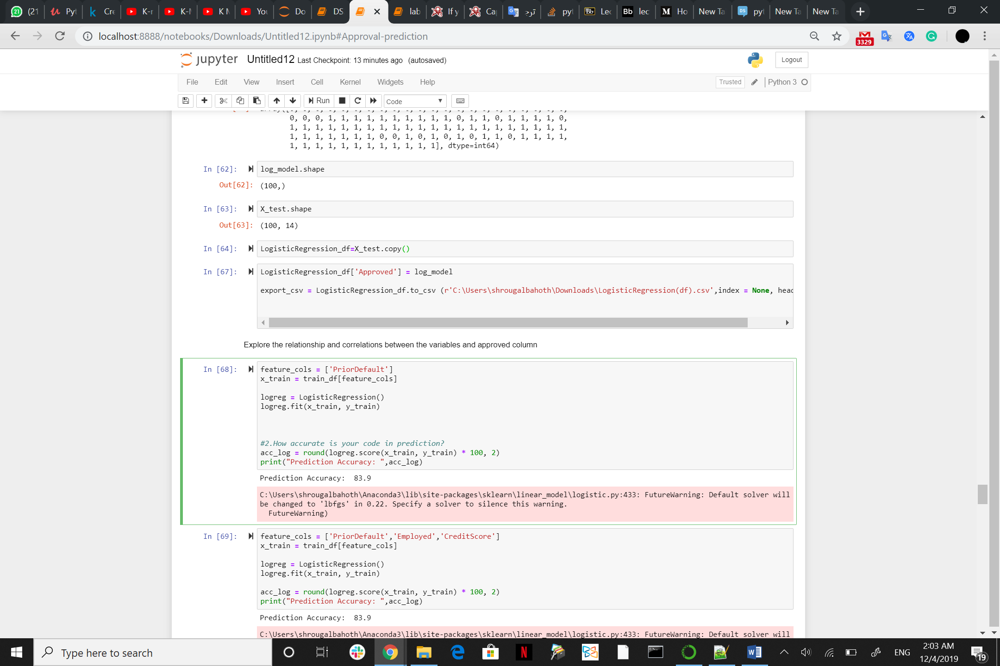 (21
Pyt
Cre
K-r
K-M
K M
You
Do
DS
lab
If y
Ca
ترج
pyt
Lec
Bb lec
M Ho
New Ta
DS pyt
New Ta
New Ta
localhost:8888/notebooks/Downloads/Untitled12.ipynb#Approval-prediction
3329
jupyter Untitled12 Last Checkpoint: 13 minutes ago (autosaved)
Logout
File Edit View Insert Cell Kernel Widgets Help
Trusted
Python 3
Run
Code
0, 0, 0, 1, 1, 1, 1, 1, 1, 1, 1, 1, 1, 0, 1, 1, 0, 1, 1, 1, 1, 0,
1, 1, 1, 1, 1, 1, 1, 1, 1, 1, 1, 1, 1, 1, 1, 1, 1, 1, 1, 1, 1, 1,
1, 1, 1, 1, 1, 1, 1, 0, 0, 1, 0, 1, 0, 1, 0, 1, 1, 0, 1, 1, 1, 1,
1, 1, 1, 1, 1, 1, 1, 1, 1, 1, 1, 1], dtype=int64)
In [62]: log_model.shape
Out[62]: (100,)
In [63]: X_test.shape
Out[63]: (100, 14)
In [64]: LogisticRegression_df=X_test.copy()
In [67]: LogisticRegression_df['Approved'] = log_model
export_csv = LogisticRegression_df.to_csv (r'C:\Users\shrougalbahoth\Downloads\LogisticRegression(df).csv',index = None, head
Explore the relationship and correlations between the variables and approved column
In [68]: feature_cols = ['PriorDefault']
x_train = train_df[feature_cols]
logreg = LogisticRegression()
logreg.fit(x_train, y_train)
#2.How accurate is your code in prediction?
acc_log = round(logreg.score(x_train, y_train) * 100, 2)
print("Prediction Accuracy: ",acc_log)
Prediction Accuracy:  83.9
C:\Users\shrougalbahoth\Anaconda3\lib\site-packages\sklearn\linear_model\logistic.py:433: FutureWarning: Default solver will
be changed to 'lbfgs' in 0.22. Specify a solver to silence this warning.
FutureWarning)
In [69]: feature_cols = ['PriorDefault','Employed','CreditScore']
x_train = train_df[feature_cols]
logreg = LogisticRegression()
logreg.fit(x_train, y_train)
acc_log = round(logreg.score(x_train, y_train) * 100, 2)
print("Prediction Accuracy: ",acc_log)
Prediction Accuracy:  83.9
C:\Users\shrougalbahoth\Anaconda3\lib\site-packages\sklearn\linear_model\logistic.py:433: FutureWarning: Default solver will
Type here to search
ENG
2:03 AM
12/4/2019
19